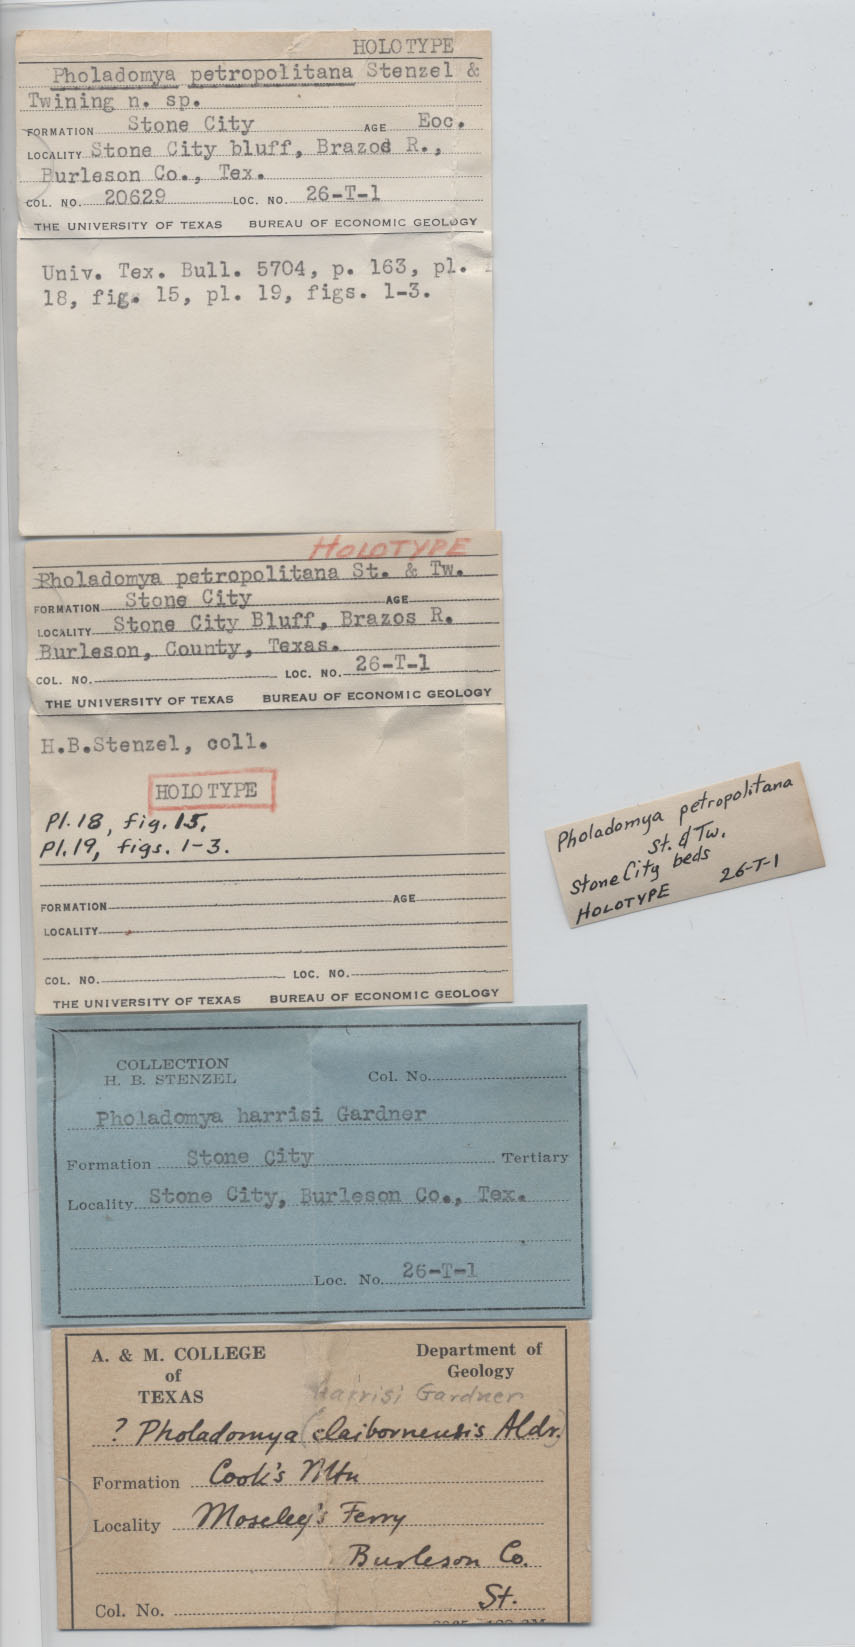 HOLOTYPE
Pholadomya petropolitana Stenzel &
Twining n. sp.
FORMATION Stone City AGE Eoc.
LOCALITY Stone City bluff, Brazos R.,
Burleson Co., Tex.
COL. NO. 20629 LOC. NO. 26-T-1
THE UNIVERSITY OF TEXAS BUREAU OF ECONOMIC GEOLOGY
Univ. Tex. Bull. 5704, p. 163, pl.
18, fig. 15, pl. 19, figs. 1-3.
HOLOTYPE
Pholadomya petropolitana St. & Tw.
FORMATION Stone City AGE
LOCALITY Stone City Bluff, Brazos R.
Burleson, County, Texas.
COL. NO. LOC. NO. 26-T-1
THE UNIVERSITY OF TEXAS BUREAU OF ECONOMIC GEOLOGY
H.B.Stenzel, coll.
HOLOTYPE
Pl. 18, fig. 15,
Pl. 19, figs. 1-3.
FORMATION AGE
LOCALITY
COL. NO. LOC. NO.
THE UNIVERSITY OF TEXAS BUREAU OF ECONOMIC GEOLOGY
Pholadomya petropolitana
St. & Tw.
Stone City beds
HOLOTYPE 26-T-1
COLLECTION
H. B. STENZEL Col. No.
Pholadomya harrisi Gardner
Formation Stone City Tertiary
Locality Stone City, Burleson Co., Tex.
Loc. No. 26-T-1
A. & M. COLLEGE Department of
of Geology
TEXAS harrisi Gardner
? Pholadomya (claibornensis Aldr.)
Formation Cook's Mtn
Locality Moseley's Ferry
Burleson Co.
Col. No. St.